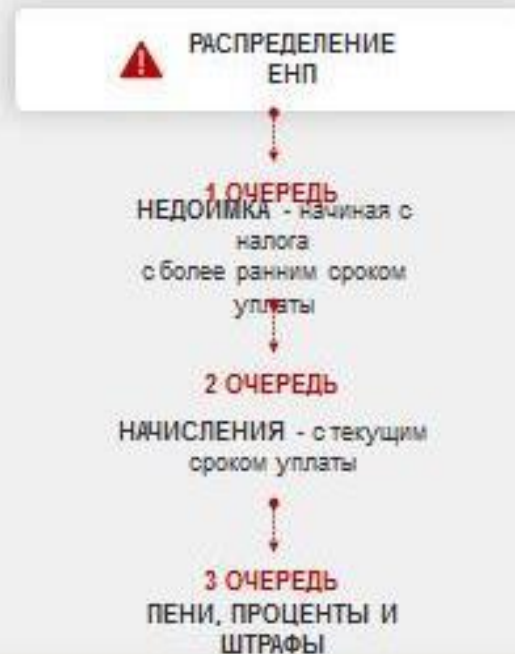 РАСПРЕДЕЛЕНИЕ
ЕНП
1 ОЧЕРЕДЬ
НЕДОИМКА - начиная с
налога
с более ранним сроком
уплаты
2 ОЧЕРЕДЬ
НАЧИСЛЕНИЯ - с текущим
сроком уплаты
3 ОЧЕРЕДЬ
ПЕНИ, ПРОЦЕНТЫ И
ШТРАФЫ